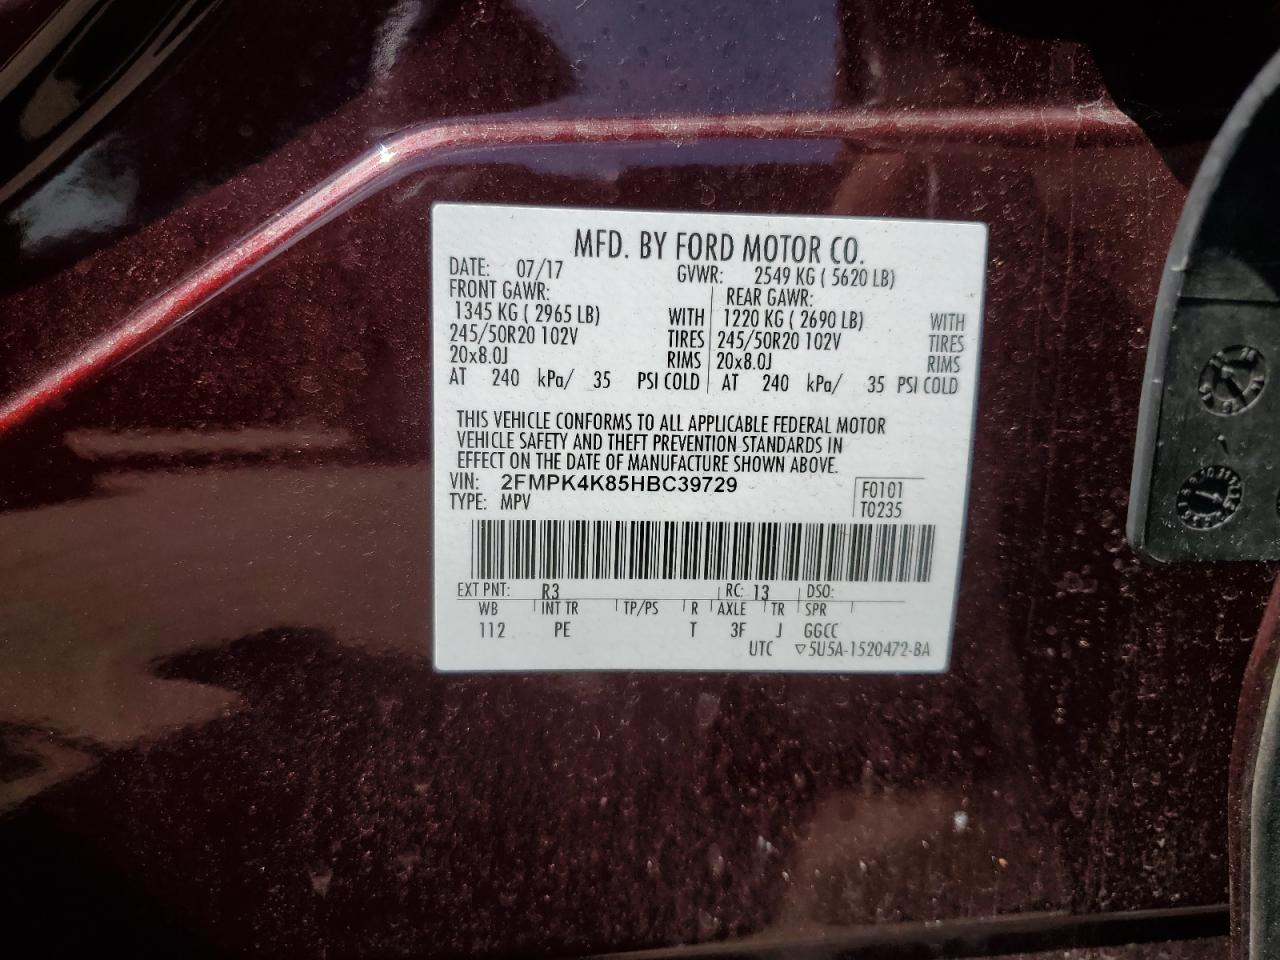 MFD. BY FORD MOTOR CO.
DATE: 07/17 GVWR: 2549 KG ( 5620 LB)
FRONT GAWR: REAR GAWR:
1345 KG ( 2965 LB) WITH 1220 KG ( 2690 LB) WITH
245/50R20 102V TIRES 245/50R20 102V TIRES
20x8.0J RIMS 20x8.0J RIMS
AT 240 kPa/ 35 PSI COLD AT 240 kPa/ 35 PSI COLD
THIS VEHICLE CONFORMS TO ALL APPLICABLE FEDERAL MOTOR
VEHICLE SAFETY AND THEFT PREVENTION STANDARDS IN
EFFECT ON THE DATE OF MANUFACTURE SHOWN ABOVE.
VIN: 2FMPK4K85HBC39729 F0101
TYPE: MPV T0235
EXT PNT: R3 RC: 13 DSO:
WB INT TR TP/PS R AXLE TR SPR
112 PE T 3F J GGCC
UTC ▽5U5A-1520472-BA